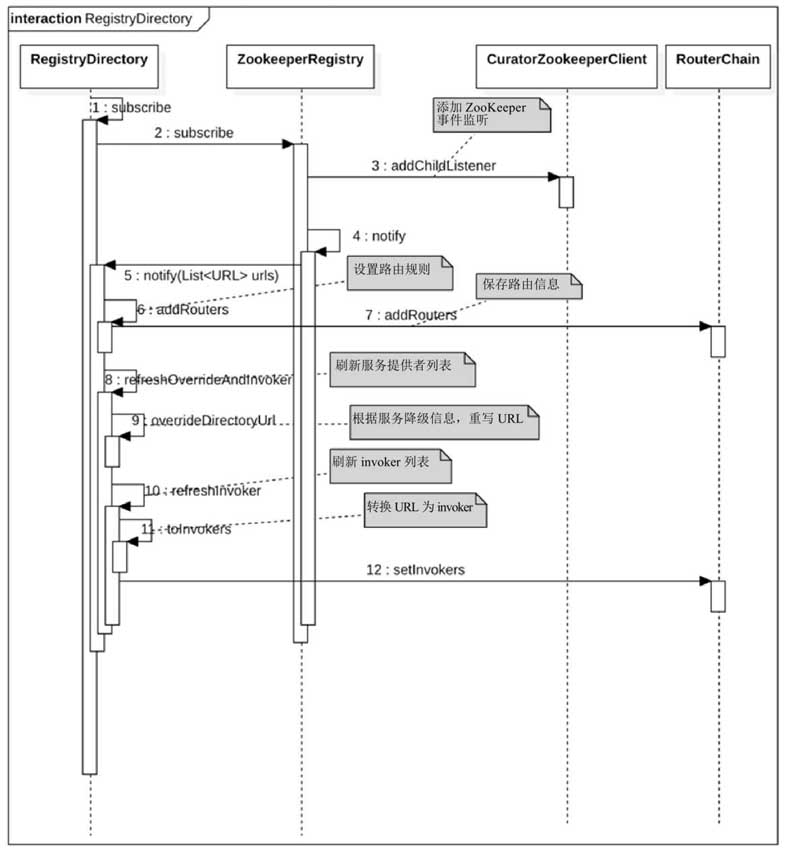 interaction RegistryDirectory
RegistryDirectory
ZookeeperRegistry
CuratorZookeeperClient
RouterChain
1 : subscribe
添加 ZooKeeper
事件监听
2 : subscribe
3 : addChildListener
4 : notify
5 : notify(List<URL> urls)
设置路由规则
保存路由信息
6 : addRouters
7 : addRouters
刷新服务提供者列表
8 : refreshOverrideAndInvoker
根据服务降级信息，重写 URL
9 : overrideDirectoryUrl
刷新 invoker 列表
10 : refreshInvoker
转换 URL 为 invoker
11 : toInvokers
12 : setInvokers